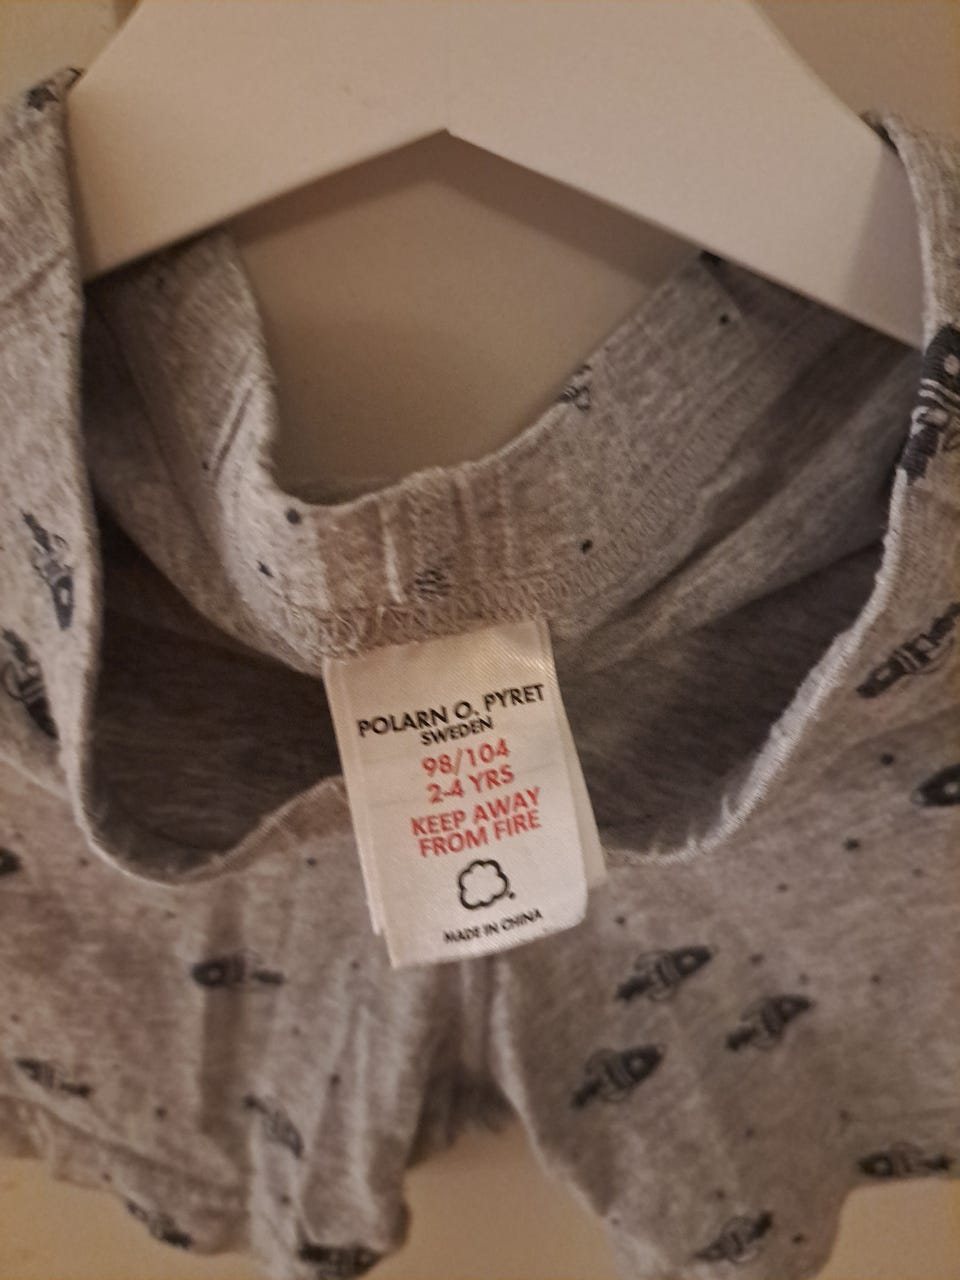 POLARN O. PYRET
SWEDEN
98/104
2-4 YRS
KEEP AWAY
FROM FIRE
MADE IN CHINA